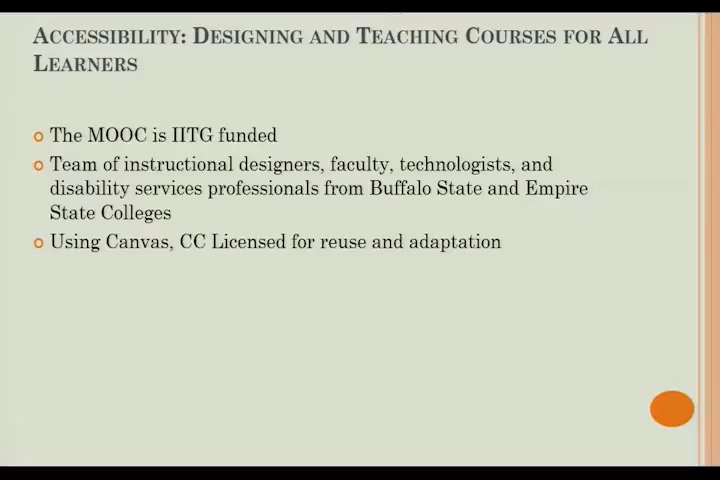 ACCESSIBILITY: DESIGNING AND TEACHING COURSES FOR ALL
LEARNERS
The MOOC is IITG funded
Team of instructional designers, faculty, technologists, and
disability services professionals from Buffalo State and Empire
State Colleges
Using Canvas, CC Licensed for reuse and adaptation